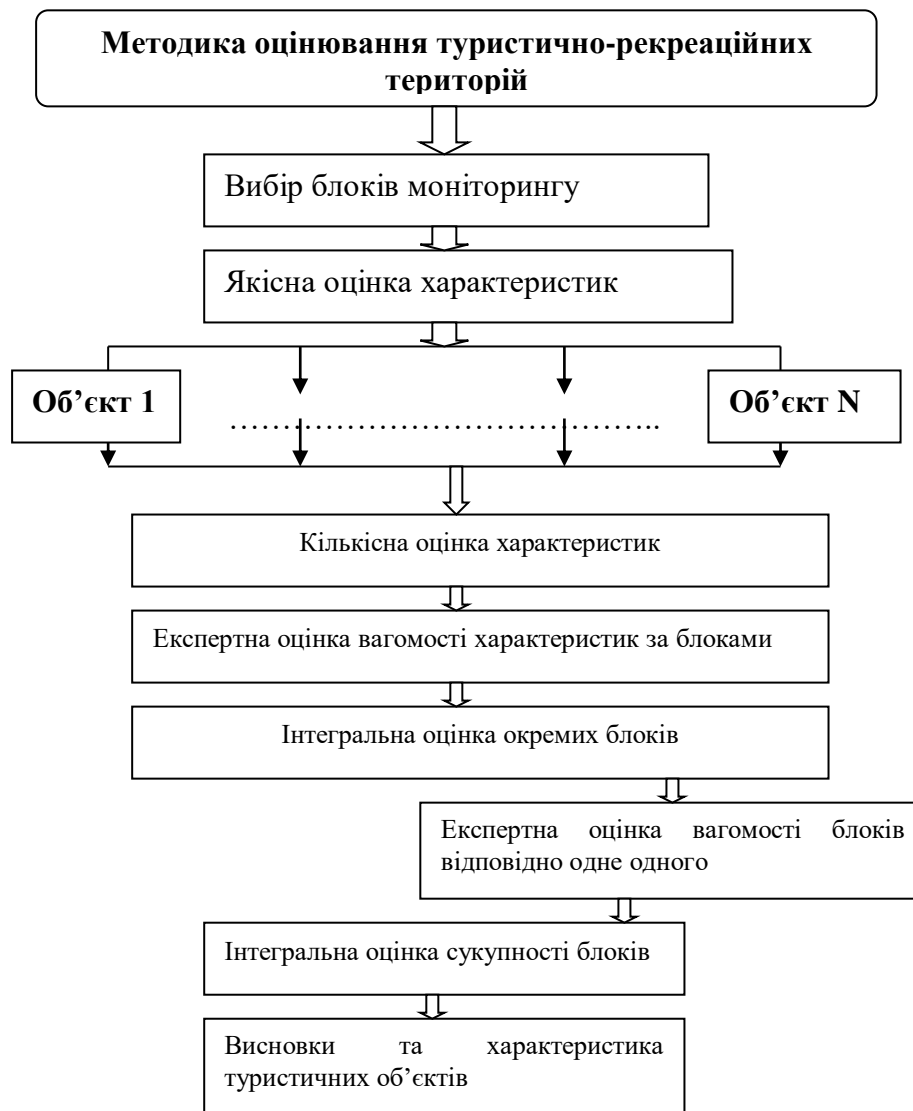 Методика оцінювання туристично-рекреаційних
територій
Вибір блоків моніторингу
Якісна оцінка характеристик
Об’єкт 1
Об’єкт N
…………………………………..
Кількісна оцінка характеристик
Експертна оцінка вагомості характеристик за блоками
Інтегральна оцінка окремих блоків
Експертна оцінка вагомості блоків
відповідно одне одного
Інтегральна оцінка сукупності блоків
Висновки та характеристика
туристичних об’єктів